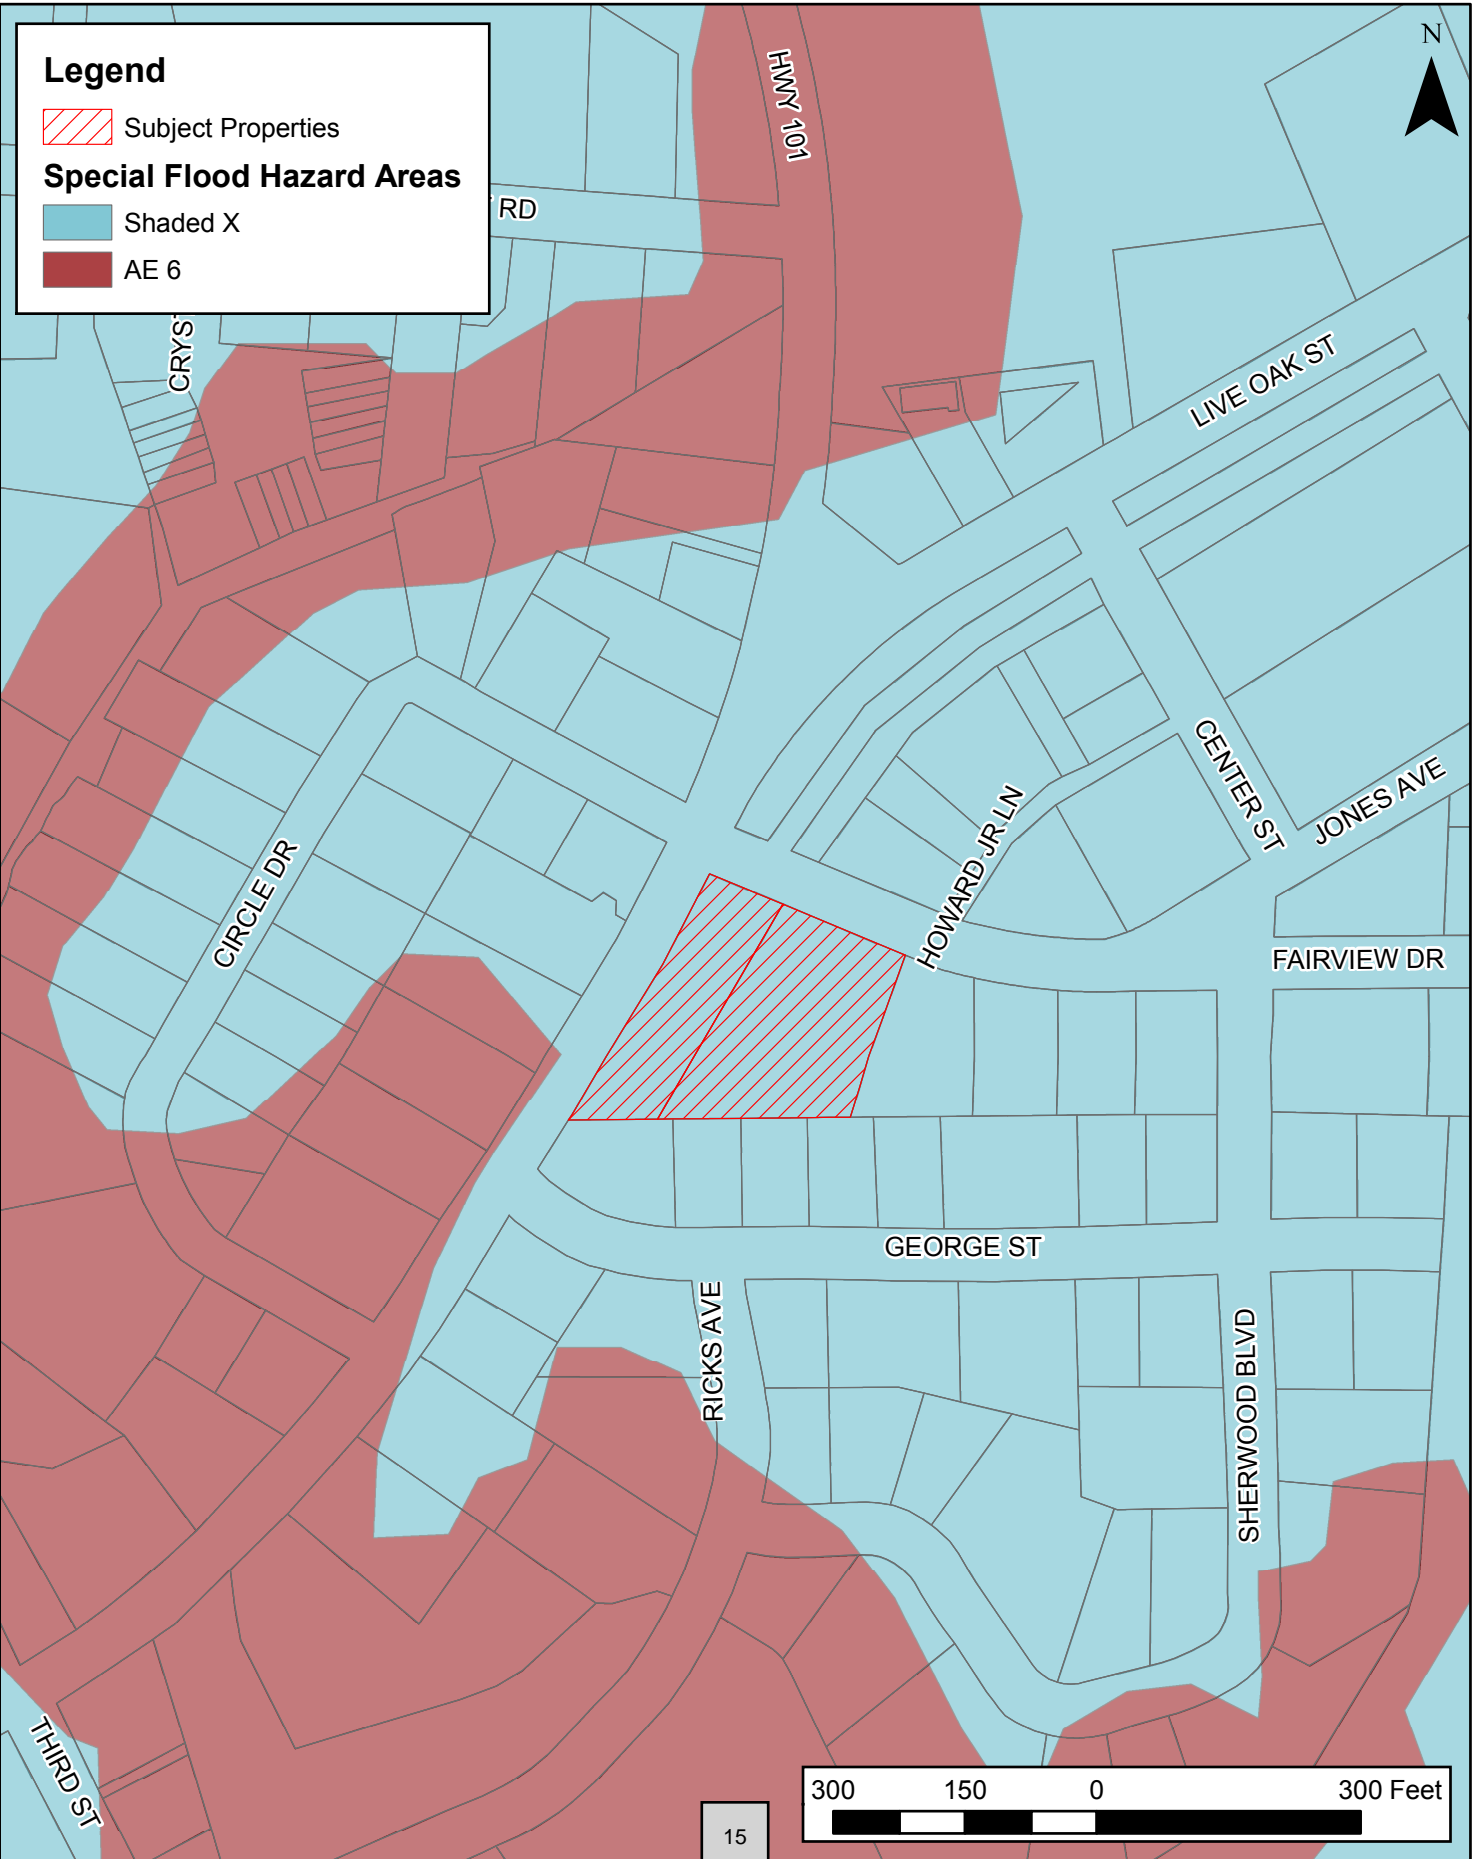 Legend
Subject Properties
Special Flood Hazard Areas
Shaded X
AE 6
N
HWY 101
RD
CRYS
LIVE OAK ST
CENTER ST
JONES AVE
HOWARD JR LN
CIRCLE DR
FAIRVIEW DR
GEORGE ST
RICKS AVE
SHERWOOD BLVD
THIRD ST
300 150 0 300 Feet
15